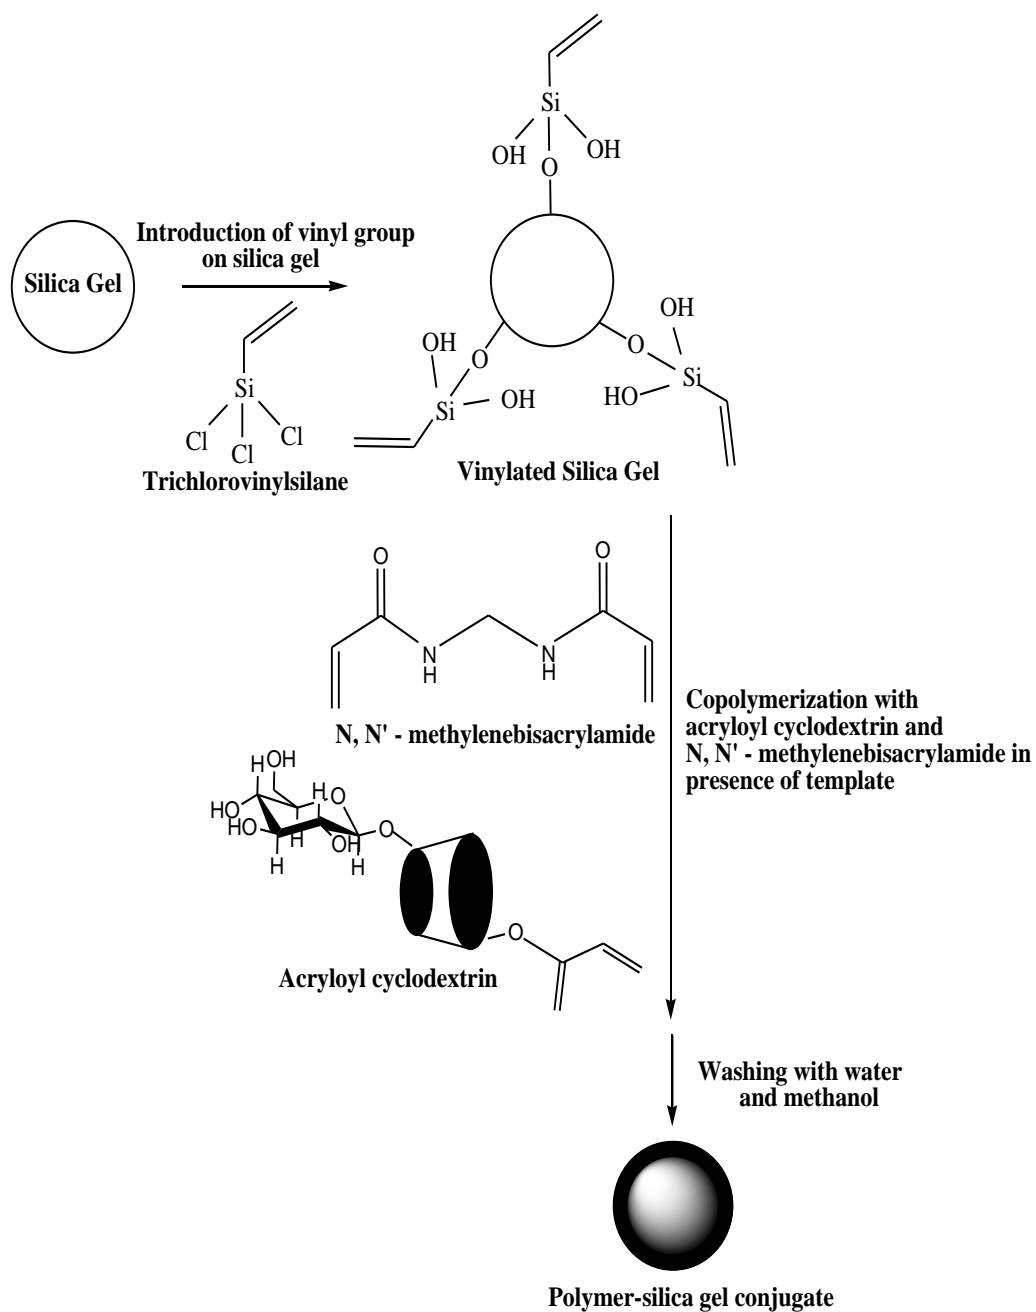 Si
OH
OH
O
Introduction of vinyl group
on silica gel
Silica Gel
Si
Cl
Cl
Cl
Trichlorovinylsilane
OH
O
Si
OH
O
OH
Si
HO
Vinylated Silica Gel
O
O
N
H
N
H
N, N' - methylenebisacrylamide
Copolymerization with
acryloyl cyclodextrin and
N, N' - methylenebisacrylamide in
presence of template
H
OH
HO
H
O
HO
H
OH
O
H
H
O
Acryloyl cyclodextrin
Washing with water
and methanol
Polymer-silica gel conjugate